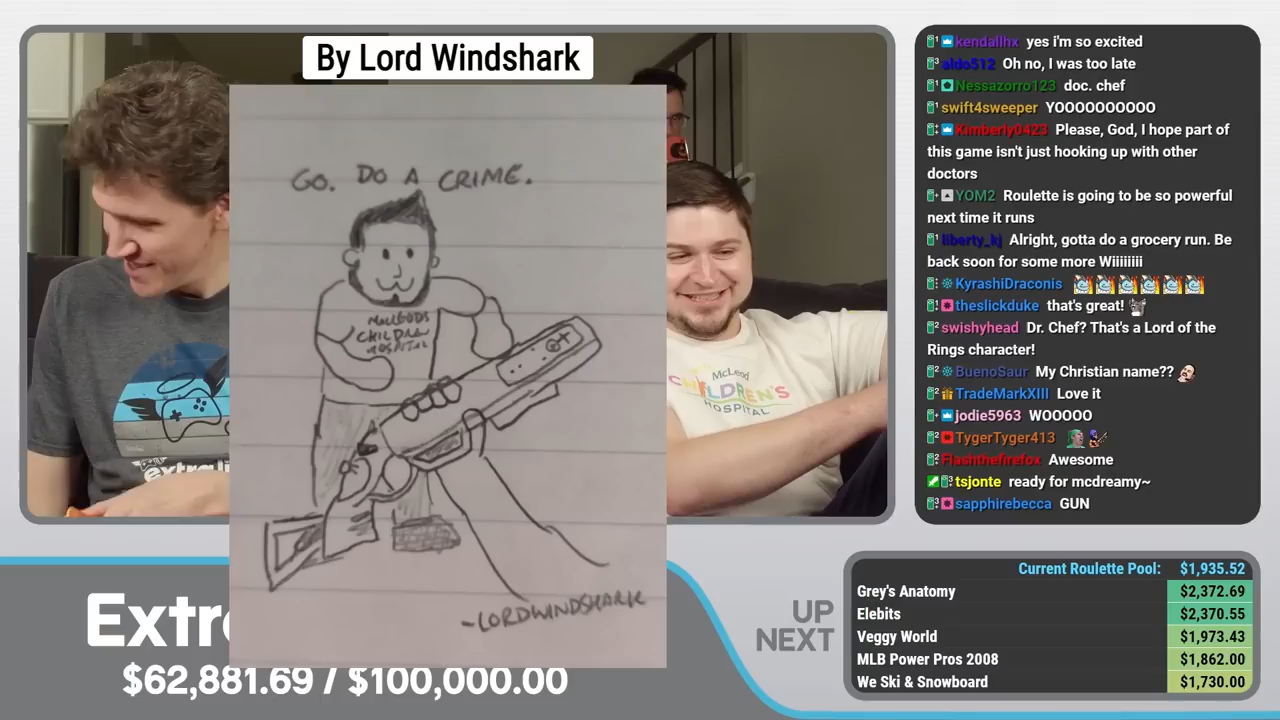 By Lord Windshark
GO. DO A CRIME.
CHILDREN
HOSPITAL
-LORDWINDSHARK
extra life
McLeod
CHILDREN'S
HOSPITAL
Extr
$62,881.69 / $100,000.00
kendallhx yes i'm so excited
aldo512 Oh no, I was too late
Nessazorro123 doc. chef
swift4sweeper YOOOOOOOOOO
Kimberly0423 Please, God, I hope part of
this game isn't just hooking up with other
doctors
YOM2 Roulette is going to be so powerful
next time it runs
liberty_kj Alright, gotta do a grocery run. Be
back soon for some more Wiiiiiiii
KyrashiDraconis
theslickduke that's great!
swishyhead Dr. Chef? That's a Lord of the
Rings character!
BuenoSaur My Christian name??
TradeMarkXIII Love it
jodie5963 WOOOOO
TygerTyger413
Flashthefirefox Awesome
tsjonte ready for mcdreamy~
sapphirebecca GUN
UP
NEXT
Current Roulette Pool: $1,935.52
Grey's Anatomy $2,372.69
Elebits $2,370.55
Veggy World $1,973.43
MLB Power Pros 2008 $1,862.00
We Ski & Snowboard $1,730.00